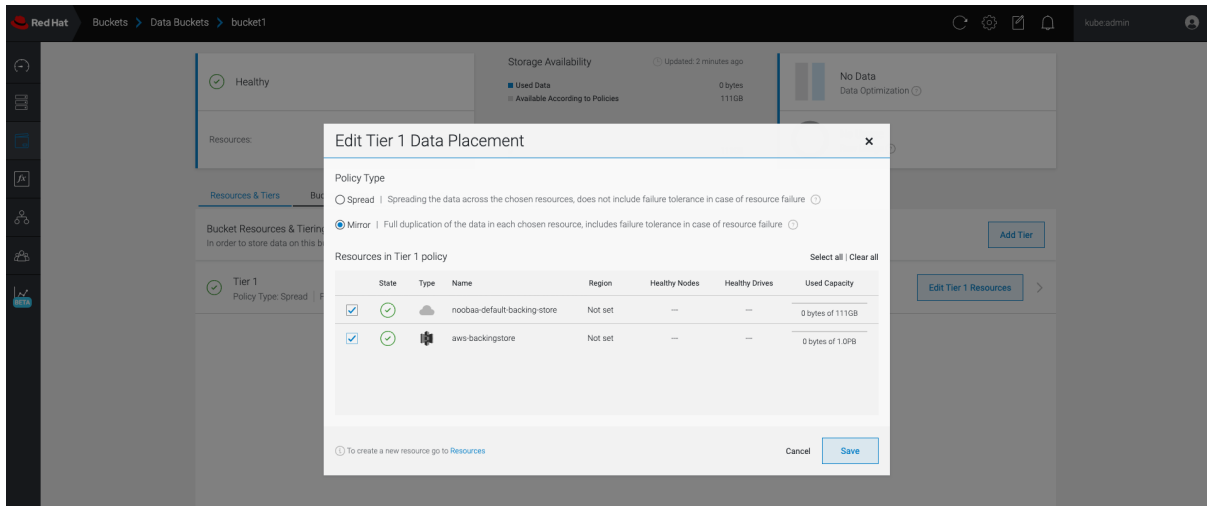 Red Hat
Buckets > Data Buckets > bucket1
kube:admin
Healthy
Storage Availability
Updated: 2 minutes ago
Used Data
0 bytes
Available According to Policies
111GB
No Data
Data Optimization
Resources:
Edit Tier 1 Data Placement
Policy Type
Spread | Spreading the data across the chosen resources, does not include failure tolerance in case of resource failure
Mirror | Full duplication of the data in each chosen resource, includes failure tolerance in case of resource failure
Resources in Tier 1 policy
Select all | Clear all
State Type Name Region Healthy Nodes Healthy Drives Used Capacity
noobaa-default-backing-store Not set — — 0 bytes of 111GB
aws-backingstore Not set — — 0 bytes of 1.0PB
To create a new resource go to Resources
Cancel
Save
Resources & Tiers
Bucket Resources & Tiering
In order to store data on this
Add Tier
Tier 1
Policy Type: Spread |
Edit Tier 1 Resources
BETA